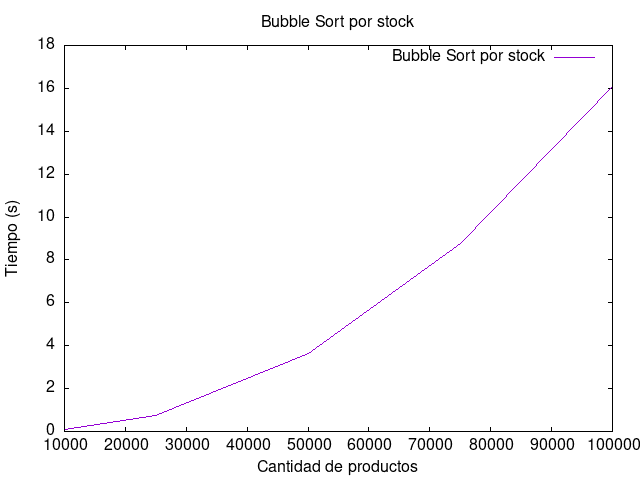 Bubble Sort por stock
Bubble Sort por stock
18
16
14
12
10
8
6
4
2
0
Tiempo (s)
10000 20000 30000 40000 50000 60000 70000 80000 90000 100000
Cantidad de productos